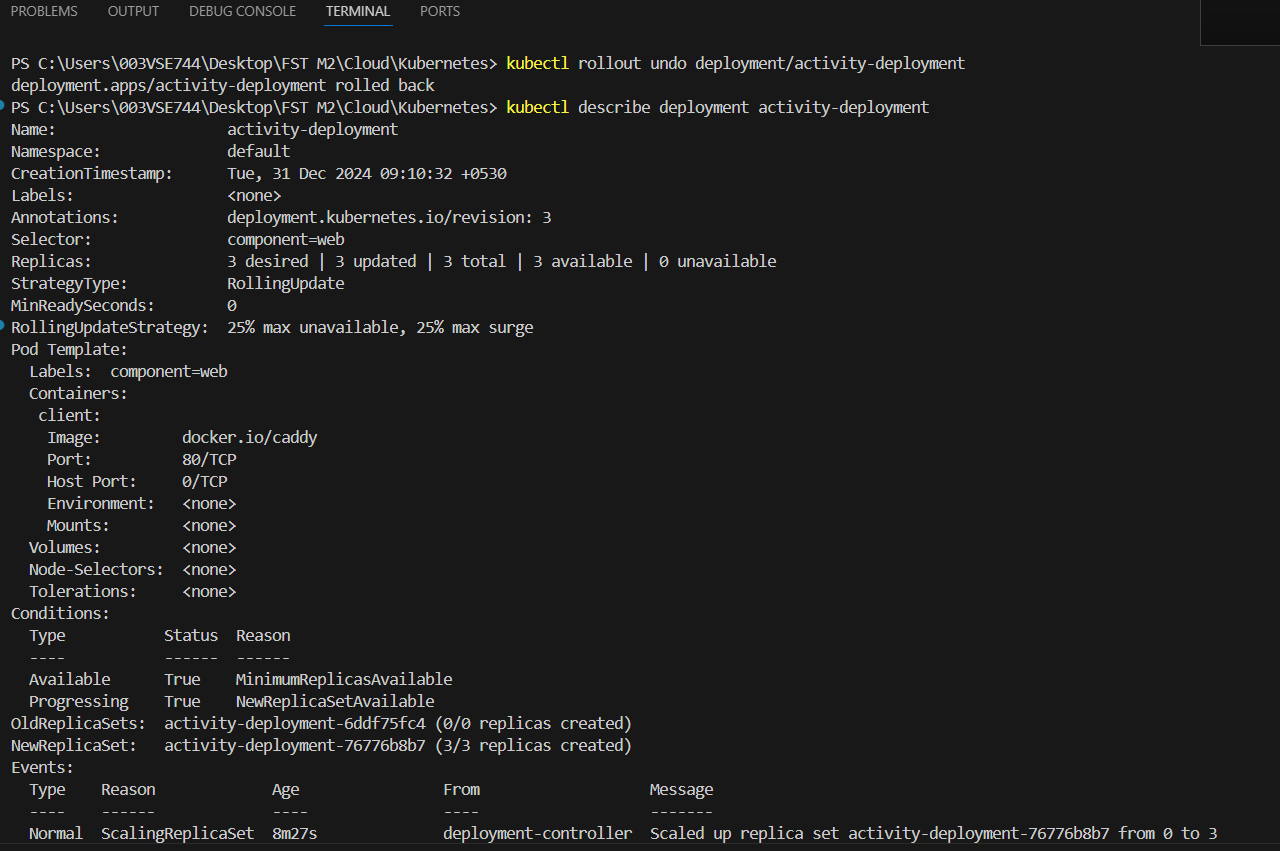 PROBLEMS OUTPUT DEBUG CONSOLE TERMINAL PORTS
PS C:\Users\003VSE744\Desktop\FST M2\Cloud\Kubernetes> kubectl rollout undo deployment/activity-deployment
deployment.apps/activity-deployment rolled back
PS C:\Users\003VSE744\Desktop\FST M2\Cloud\Kubernetes> kubectl describe deployment activity-deployment
Name:                   activity-deployment
Namespace:              default
CreationTimestamp:      Tue, 31 Dec 2024 09:10:32 +0530
Labels:                 <none>
Annotations:            deployment.kubernetes.io/revision: 3
Selector:               component=web
Replicas:               3 desired | 3 updated | 3 total | 3 available | 0 unavailable
StrategyType:           RollingUpdate
MinReadySeconds:        0
RollingUpdateStrategy:  25% max unavailable, 25% max surge
Pod Template:
  Labels:  component=web
  Containers:
   client:
    Image:         docker.io/caddy
    Port:          80/TCP
    Host Port:     0/TCP
    Environment:   <none>
    Mounts:        <none>
  Volumes:         <none>
  Node-Selectors:  <none>
  Tolerations:     <none>
Conditions:
  Type           Status  Reason
  ----           ------  ------
  Available      True    MinimumReplicasAvailable
  Progressing    True    NewReplicaSetAvailable
OldReplicaSets:  activity-deployment-6ddf75fc4 (0/0 replicas created)
NewReplicaSet:   activity-deployment-76776b8b7 (3/3 replicas created)
Events:
  Type    Reason             Age                From                   Message
  ----    ------             ----               ----                   -------
  Normal  ScalingReplicaSet  8m27s              deployment-controller  Scaled up replica set activity-deployment-76776b8b7 from 0 to 3